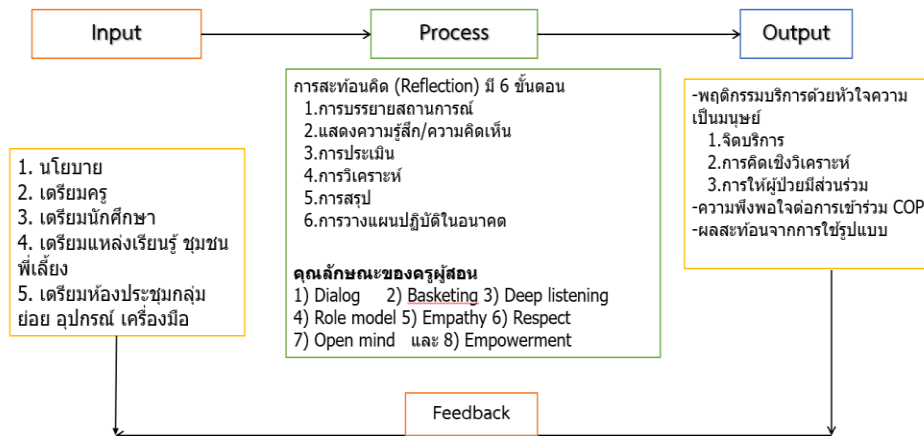 Input
Process
Output
1. นโยบาย
2. เตรียมครู
3. เตรียมนักศึกษา
4. เตรียมแหล่งเรียนรู้ ชุมชน
พี่เลี้ยง
5. เตรียมห้องประชุมกลุ่ม
ย่อย อุปกรณ์ เครื่องมือ
การสะท้อนคิด (Reflection) มี 6 ขั้นตอน
1.การบรรยายสถานการณ์
2.แสดงความรู้สึก/ความคิดเห็น
3.การประเมิน
4.การวิเคราะห์
5.การสรุป
6.การวางแผนปฏิบัติในอนาคต
คุณลักษณะของครูผู้สอน
1) Dialog 2) Basketing 3) Deep listening
4) Role model 5) Empathy 6) Respect
7) Open mind และ 8) Empowerment
-พฤติกรรมบริการด้วยหัวใจความ
เป็นมนุษย์
1.จิตบริการ
2.การคิดเชิงวิเคราะห์
3.การให้ผู้ป่วยมีส่วนร่วม
-ความพึงพอใจต่อการเข้าร่วม COP
-ผลสะท้อนจากการใช้รูปแบบ
Feedback